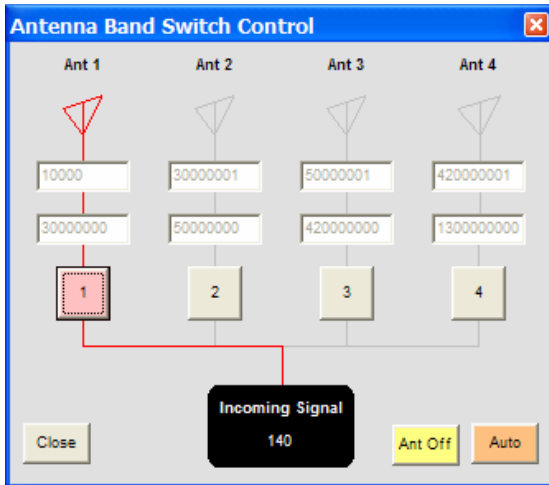 Antenna Band Switch Control
Ant 1 Ant 2 Ant 3 Ant 4
10000 30000001 50000001 420000001
30000000 50000000 420000000 1300000000
1 2 3 4
Incoming Signal
140
Close Ant Off Auto